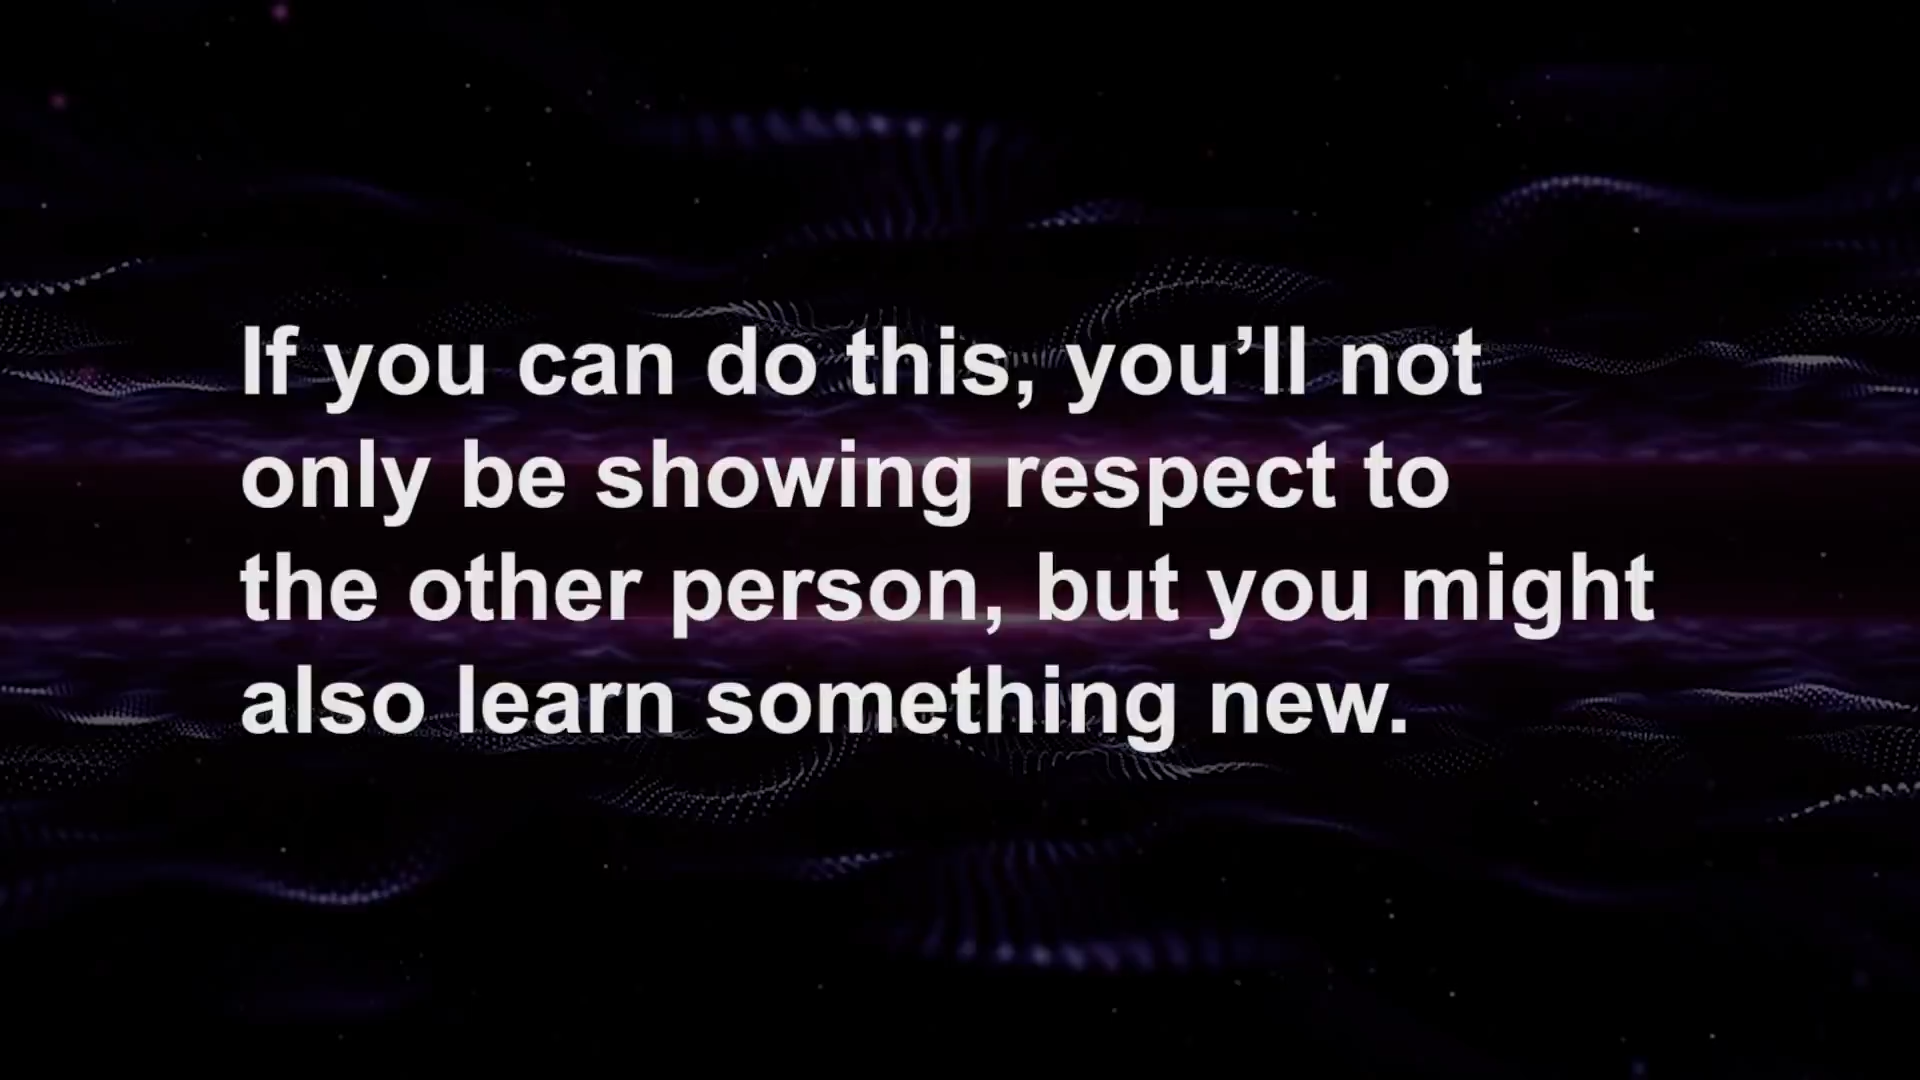 If you can do this, you’ll not
only be showing respect to
the other person, but you might
also learn something new.